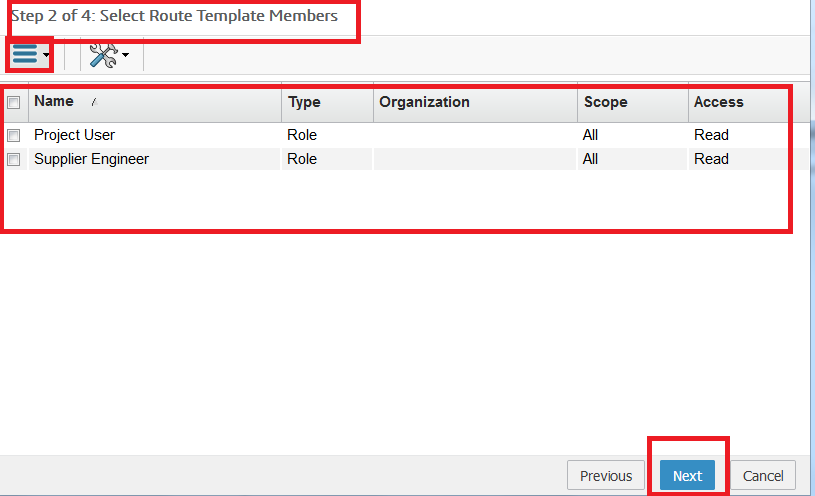 Step 2 of 4: Select Route Template Members
Name Type Organization Scope Access
Project User Role All Read
Supplier Engineer Role All Read
Previous Next Cancel